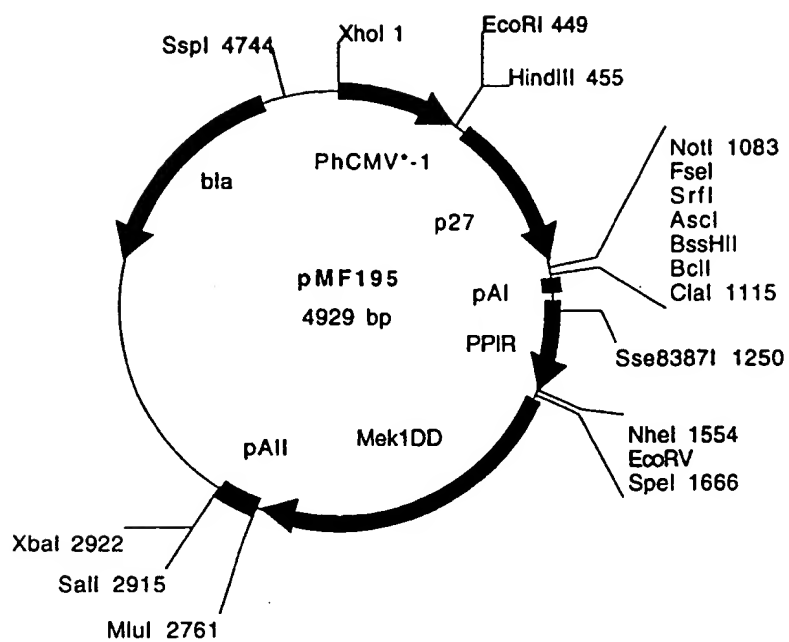 XhoI 1
EcoRI 449
SspI 4744
HindIII 455
NotI 1083
FseI
SrfI
AscI
BssHII
BclI
ClaI 1115
PhCMV*-1
bla
p27
pMF195
4929 bp
pAI
PPIR
Sse8387I 1250
Mek1DD
pAII
NheI 1554
EcoRV
SpeI 1666
XbaI 2922
SalI 2915
MluI 2761